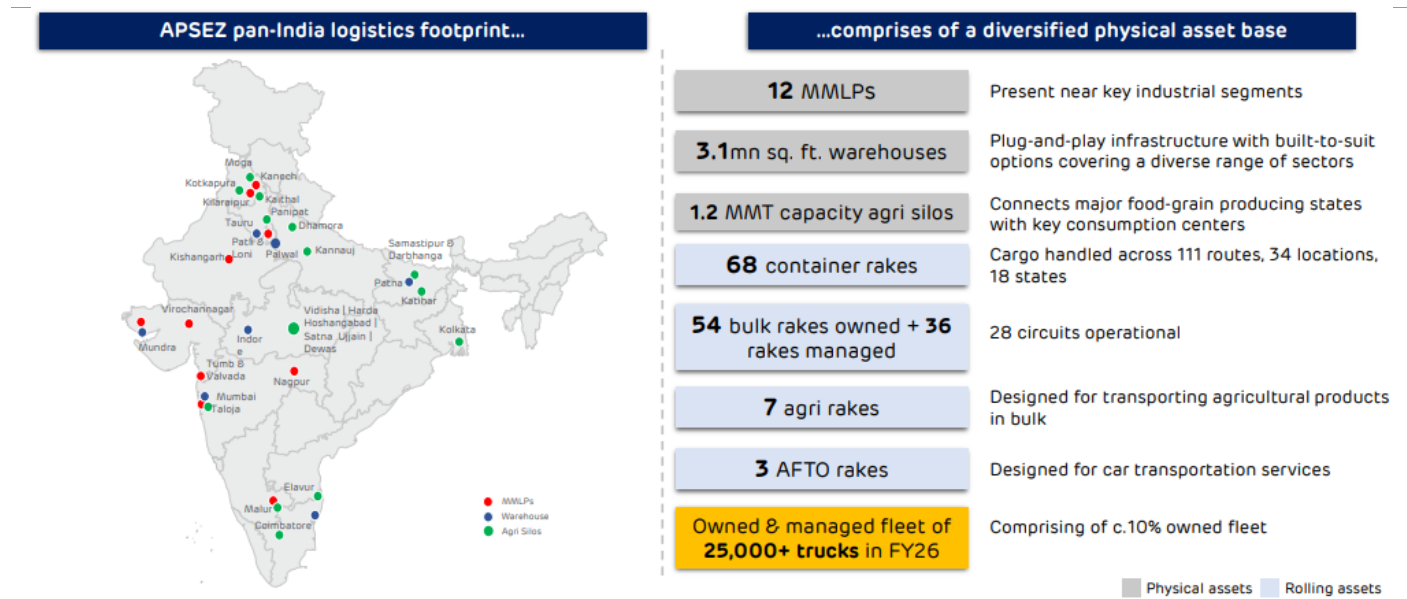 APSEZ pan-India logistics footprint...
...comprises of a diversified physical asset base
Moga
Kanech
Kotkapura
Kilaraipur
Kaithal
Panipat
Tauru
Dhamora
Patli &
Loni
Palwal
Kannauj
Kishangarh
Samastipur &
Darbhanga
Patna
Katihar
Virochannagar
Mundra
Indor
e
Vidisha | Harda
Hoshangabad |
Satna Ujjain |
Dewas
Kolkata
Tumb &
Valvada
Nagpur
Mumbai
Taloja
Elavur
Malur
Coimbatore
MMLPs
Warehouse
Agri Silos
12 MMLPs
Present near key industrial segments
3.1mn sq. ft. warehouses
Plug-and-play infrastructure with built-to-suit
options covering a diverse range of sectors
1.2 MMT capacity agri silos
Connects major food-grain producing states
with key consumption centers
68 container rakes
Cargo handled across 111 routes, 34 locations,
18 states
54 bulk rakes owned + 36
rakes managed
28 circuits operational
7 agri rakes
Designed for transporting agricultural products
in bulk
3 AFTO rakes
Designed for car transportation services
Owned & managed fleet of
25,000+ trucks in FY26
Comprising of c.10% owned fleet
Physical assets
Rolling assets